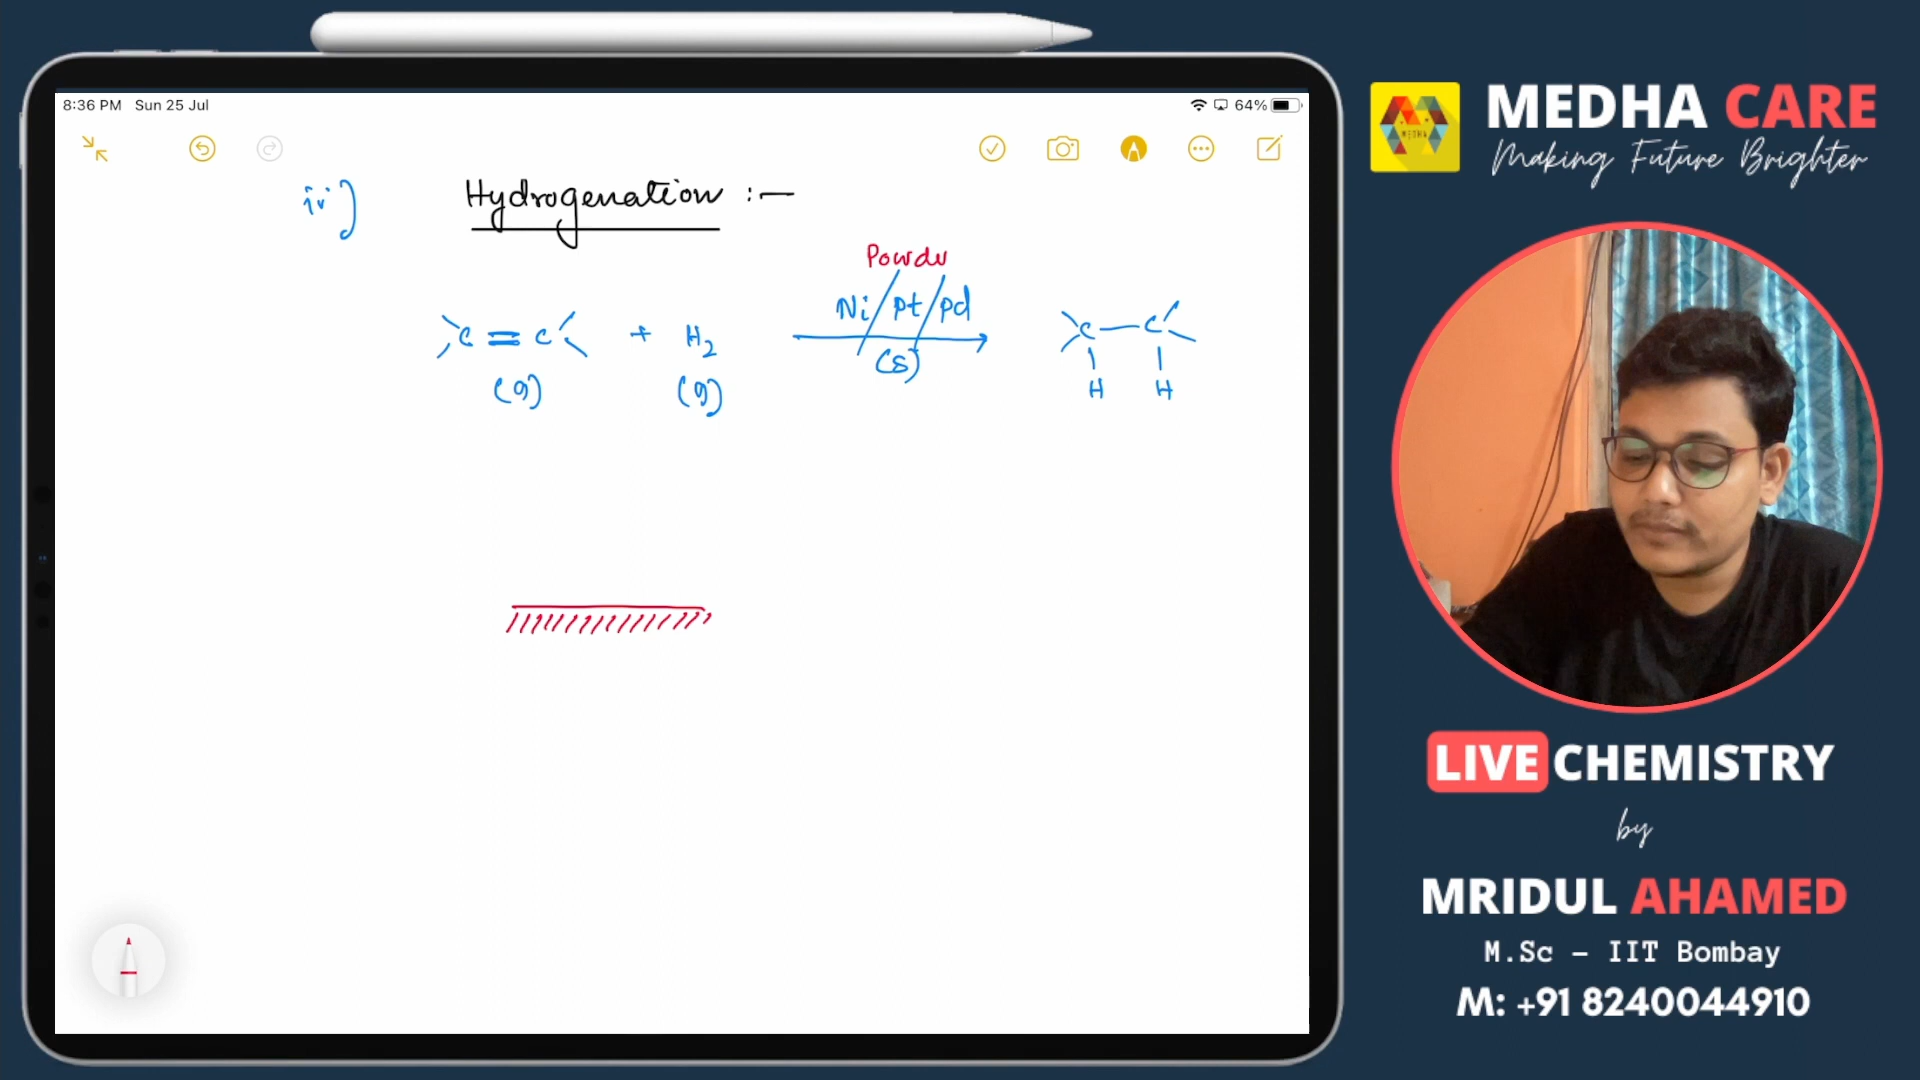 8:36 PM Sun 25 Jul
64%
iv) Hydrogenation :—
Powder
Ni/Pt/Pd
C=C + H2
(s)
C—C
(g) (g)
H H
MEDHA CARE
Making Future Brighter
MEDHA
LIVE CHEMISTRY
by
MRIDUL AHAMED
M.Sc – IIT Bombay
M: +91 8240044910